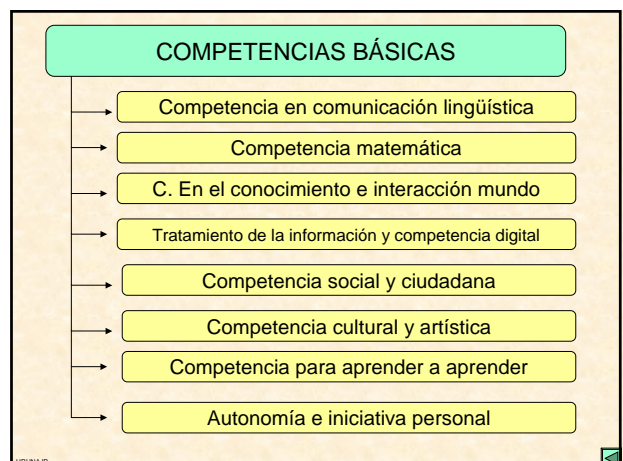 COMPETENCIAS BÁSICAS
Competencia en comunicación lingüística
Competencia matemática
C. En el conocimiento e interacción mundo
Tratamiento de la información y competencia digital
Competencia social y ciudadana
Competencia cultural y artística
Competencia para aprender a aprender
Autonomía e iniciativa personal